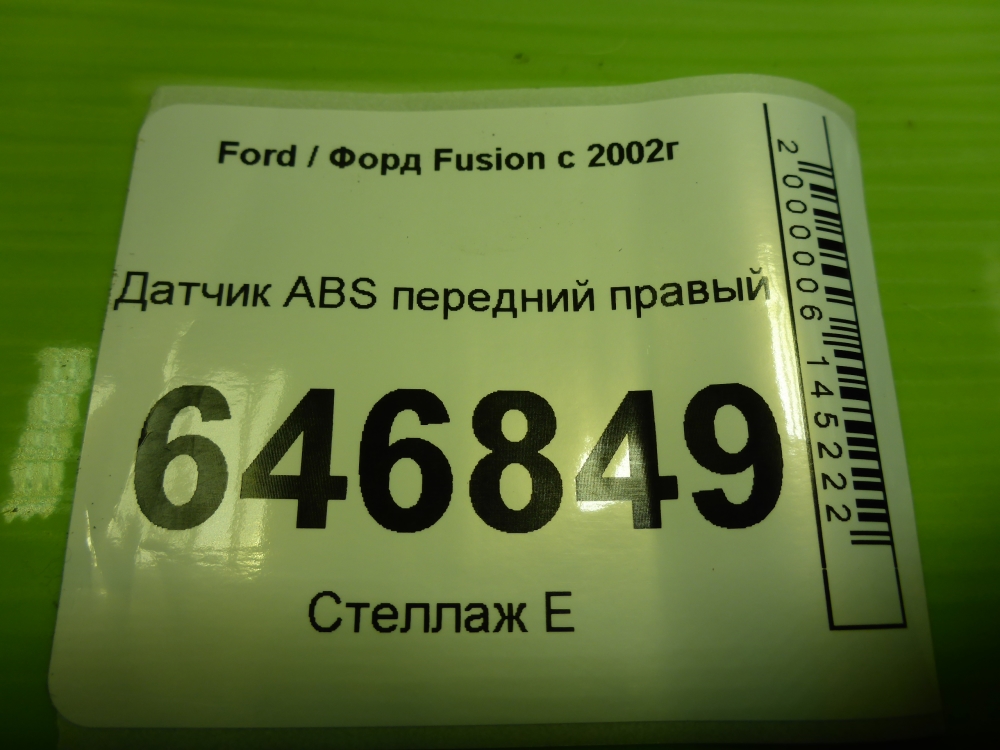 Ford / Форд Fusion с 2002г
Датчик ABS передний правый
646849
Стеллаж Е
2000006145222